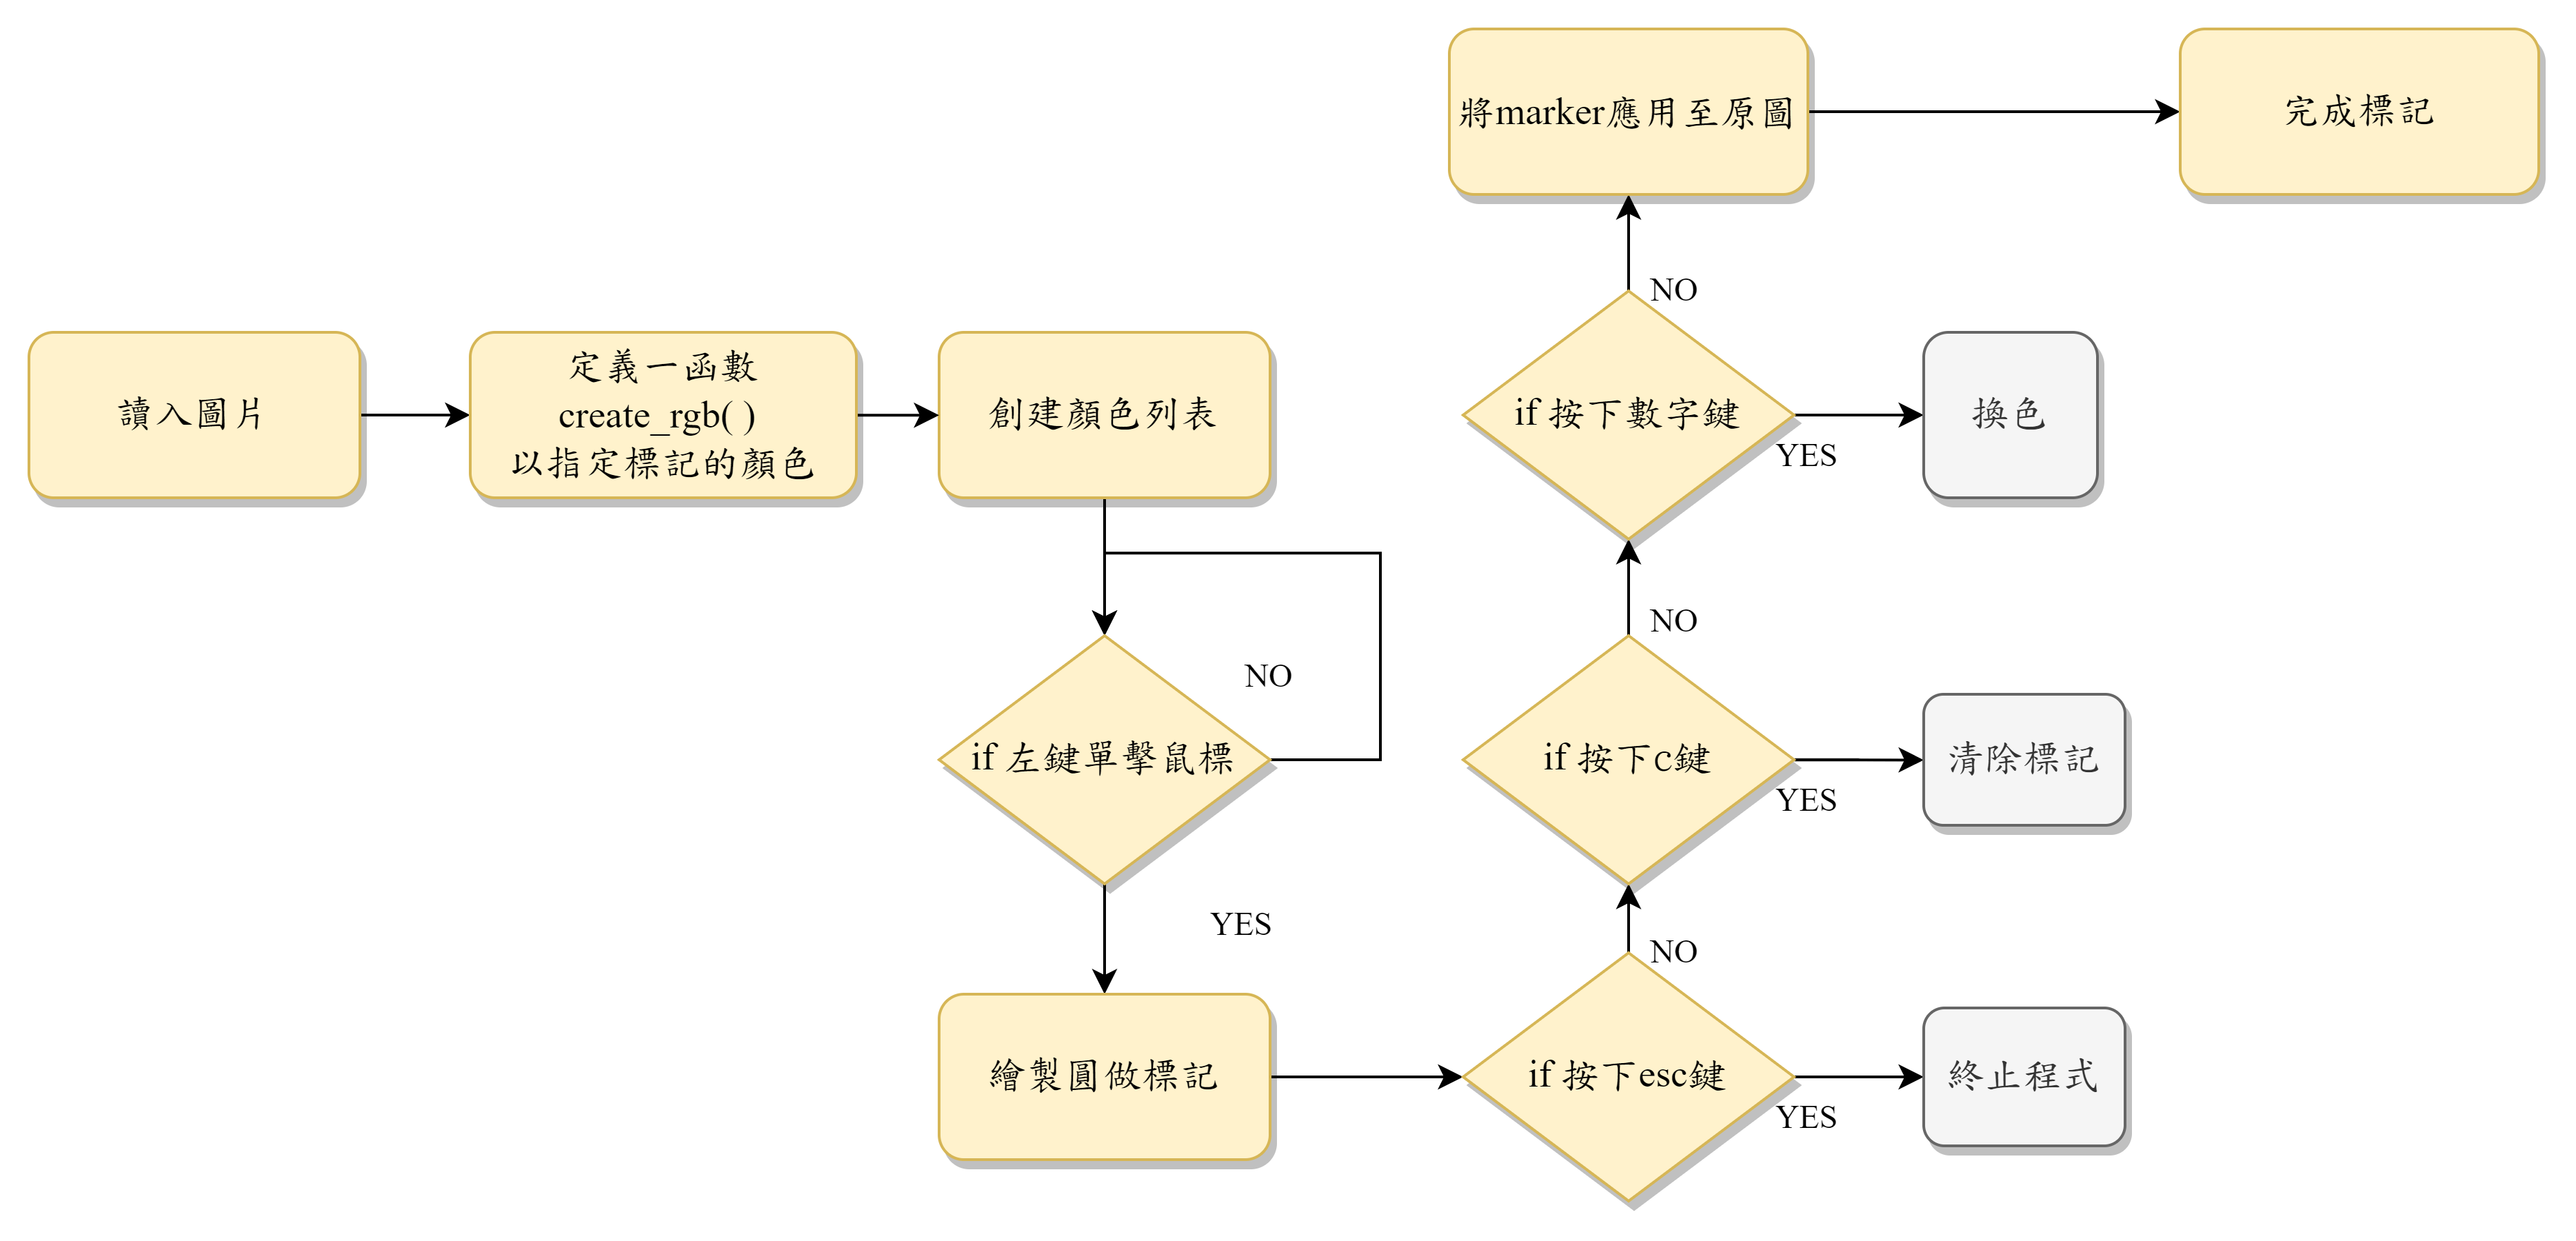 讀入圖片
定義一函數
create_rgb( )
以指定標記的顏色
創建顏色列表
NO
if 左鍵單擊鼠標
YES
繪製圓做標記
if 按下esc鍵
YES
終止程式
NO
if 按下c鍵
YES
清除標記
NO
if 按下數字鍵
YES
換色
NO
將marker應用至原圖
完成標記